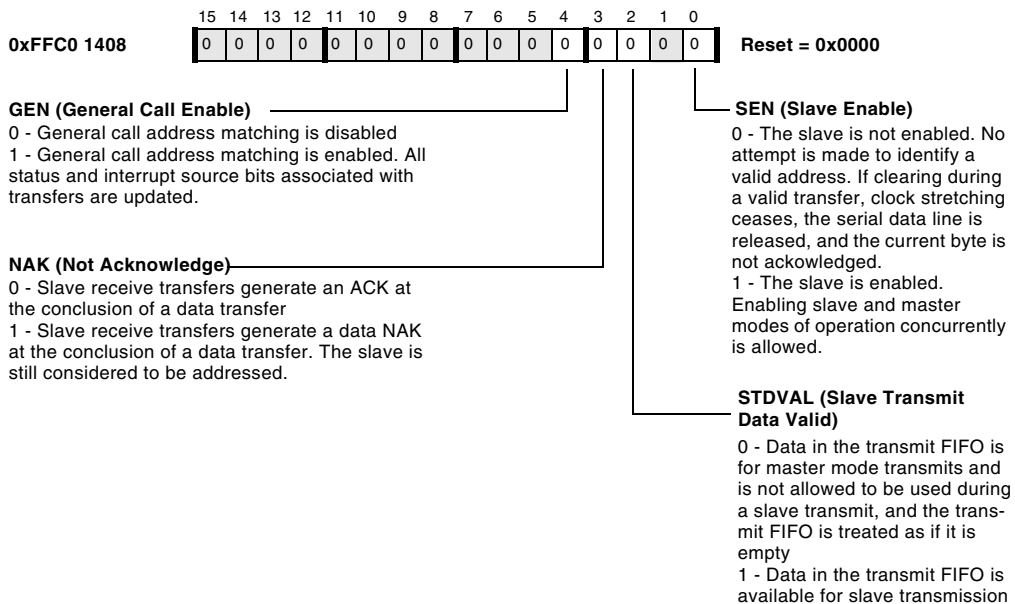 15 14 13 12 11 10 9 8 7 6 5 4 3 2 1 0
0xFFC0 1408
0 0 0 0 0 0 0 0 0 0 0 0 0 0 0 0
Reset = 0x0000
GEN (General Call Enable)
0 - General call address matching is disabled
1 - General call address matching is enabled. All
status and interrupt source bits associated with
transfers are updated.
NAK (Not Acknowledge)
0 - Slave receive transfers generate an ACK at
the conclusion of a data transfer
1 - Slave receive transfers generate a data NAK
at the conclusion of a data transfer. The slave is
still considered to be addressed.
SEN (Slave Enable)
0 - The slave is not enabled. No
attempt is made to identify a
valid address. If clearing during
a valid transfer, clock stretching
ceases, the serial data line is
released, and the current byte is
not ackowledged.
1 - The slave is enabled.
Enabling slave and master
modes of operation concurrently
is allowed.
STDVAL (Slave Transmit
Data Valid)
0 - Data in the transmit FIFO is
for master mode transmits and
is not allowed to be used during
a slave transmit, and the trans-
mit FIFO is treated as if it is
empty
1 - Data in the transmit FIFO is
available for slave transmission